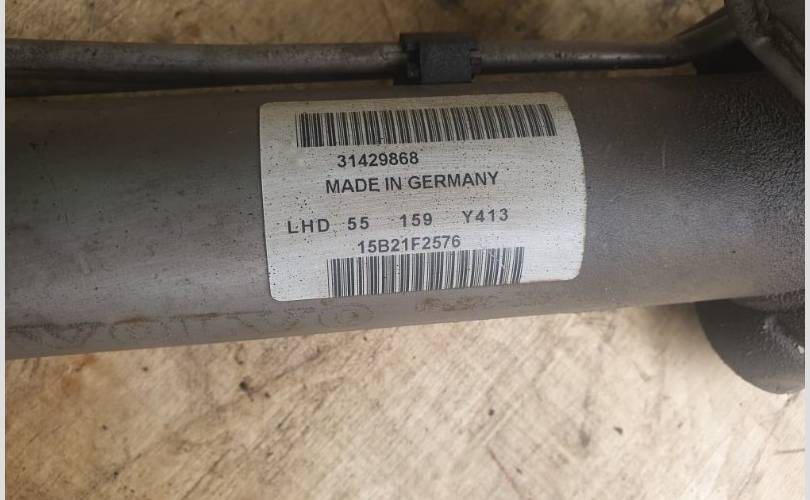 31429868
MADE IN GERMANY
LHD 55 159 Y413
15B21F2576